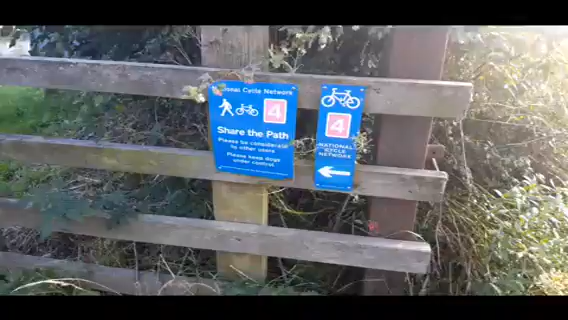 ional Cycle Network
4
Share the Path
Please be considerate
to other users
Please keep dogs
under control
4
NATIONAL
CYCLE
NETWORK